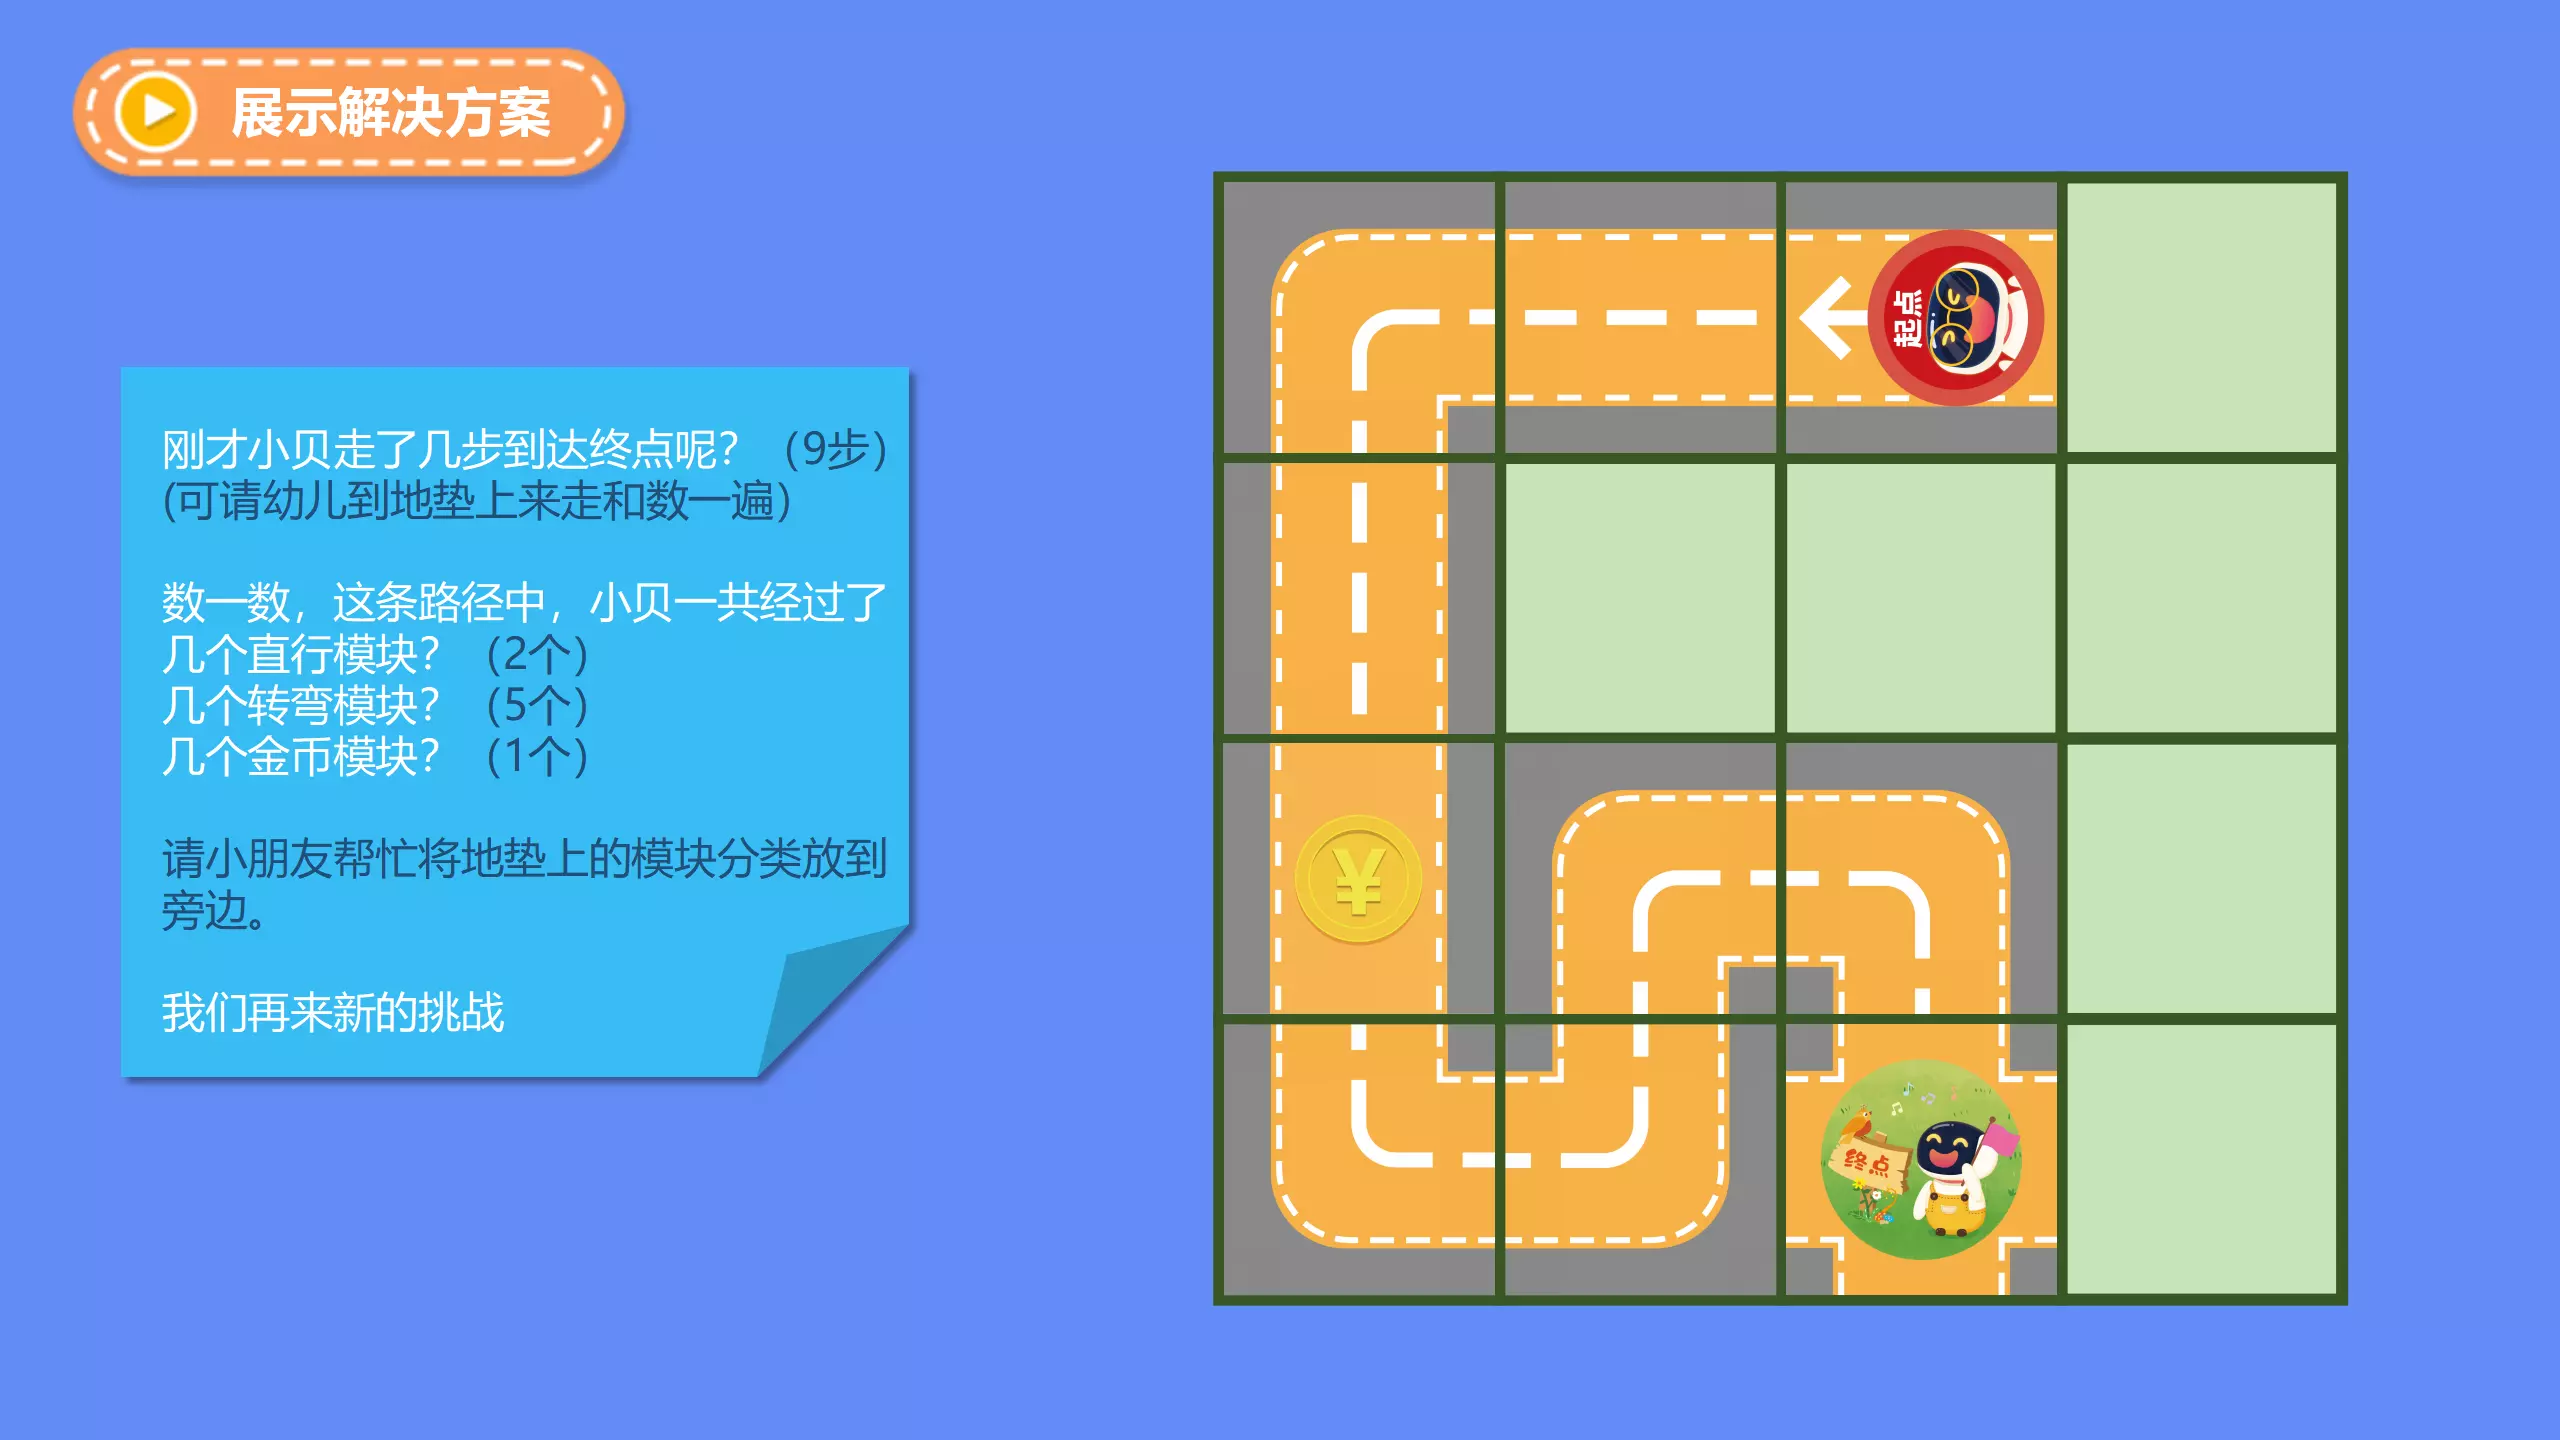 展示解决方案
刚才小贝走了几步到达终点呢？（9步）
(可请幼儿到地垫上来走和数一遍）
数一数，这条路径中，小贝一共经过了
几个直行模块？（2个）
几个转弯模块？（5个）
几个金币模块？（1个）
请小朋友帮忙将地垫上的模块分类放到
旁边。
我们再来新的挑战
起点
¥
终点